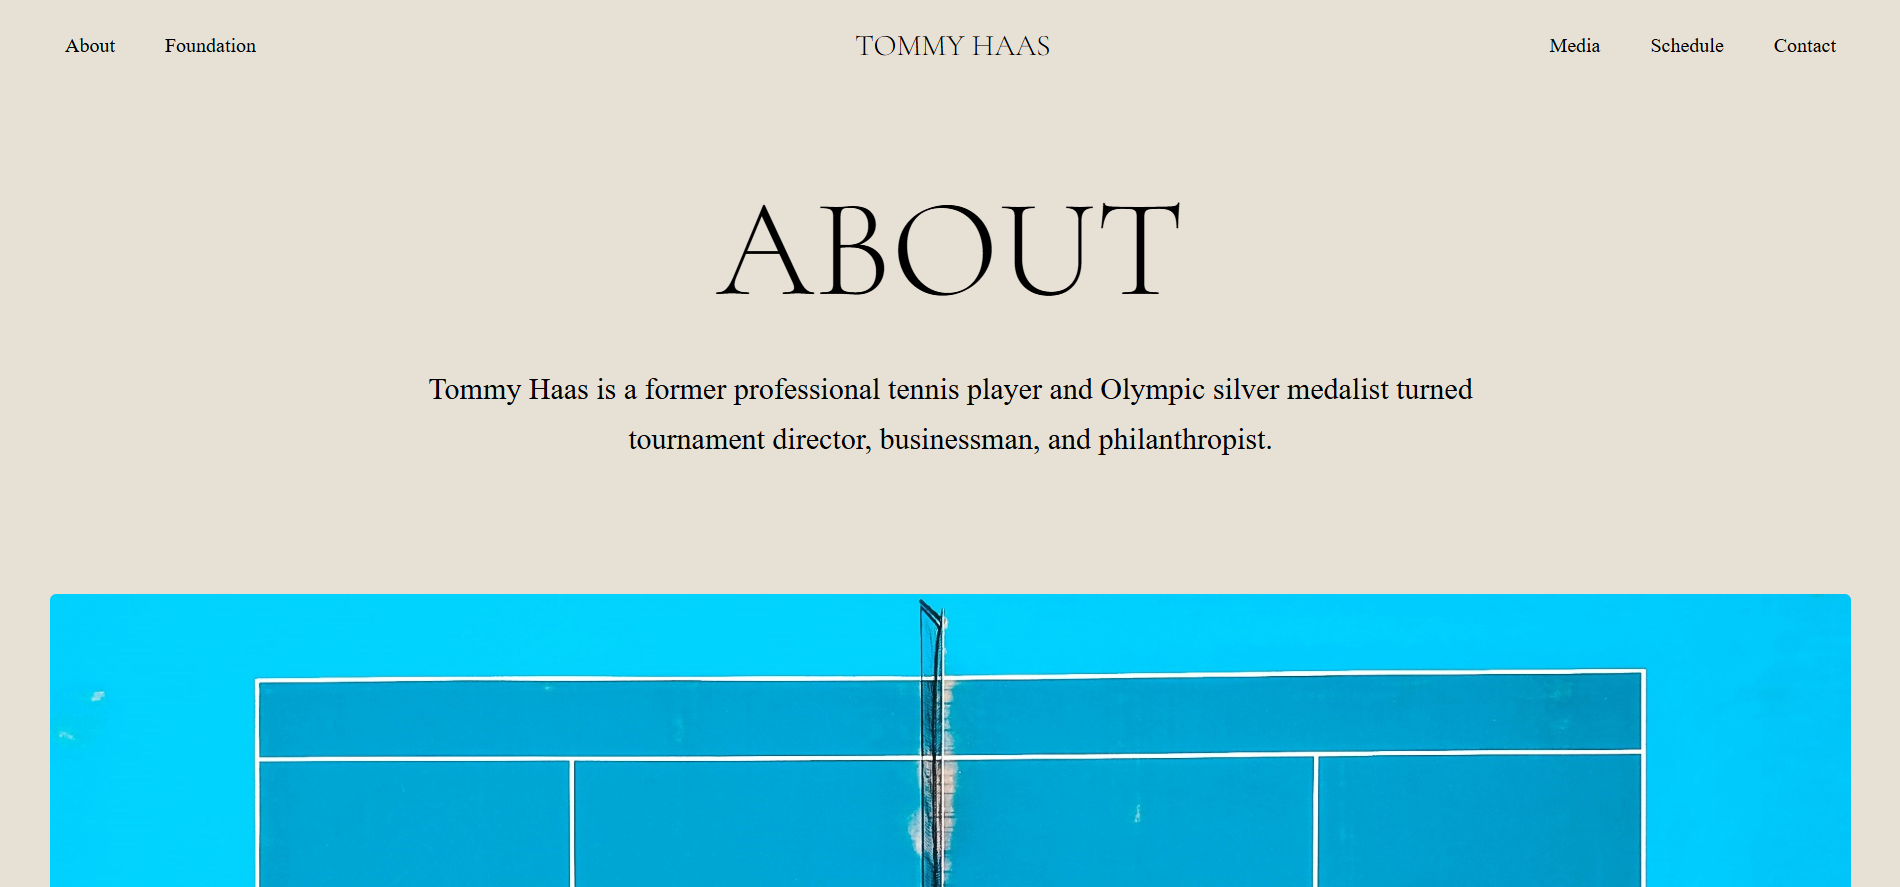 About
Foundation
TOMMY HAAS
Media
Schedule
Contact
ABOUT
Tommy Haas is a former professional tennis player and Olympic silver medalist turned
tournament director, businessman, and philanthropist.